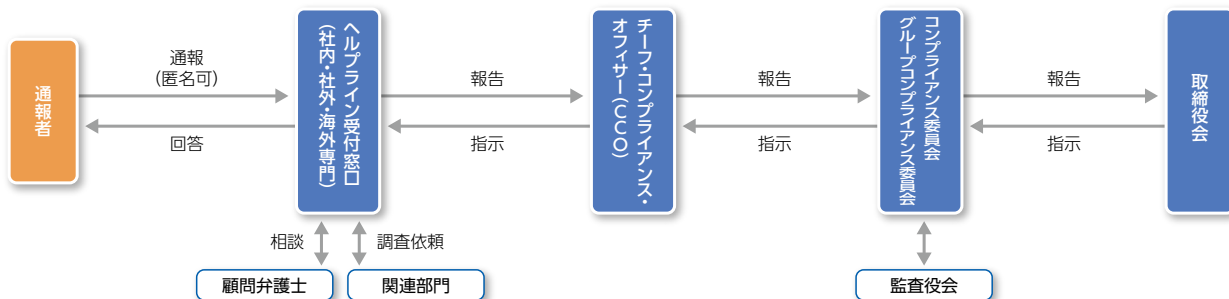 通報者
通報
(匿名可)
回答
ヘルプライン受付窓口
(社内・社外・海外専門)
報告
指示
チーフ・コンプライアンス・
オフィサー(CCO)
報告
指示
コンプライアンス委員会
グループコンプライアンス委員会
報告
指示
取締役会
相談
調査依頼
顧問弁護士
関連部門
監査役会